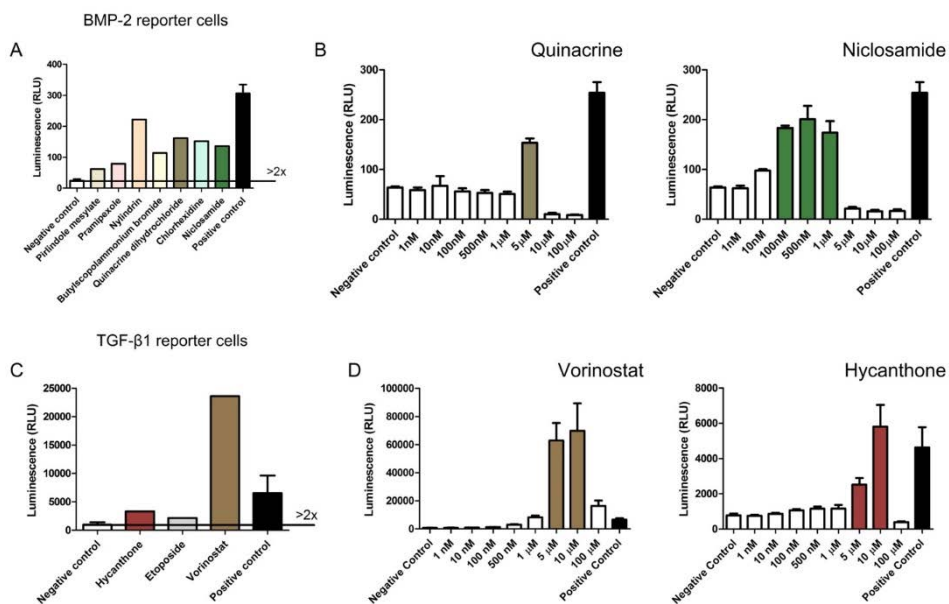 BMP-2 reporter cells
A
Luminescence (RLU)
400
300
200
100
0
>2x
Negative control
Pirlindole mesylate
Pramipexole
Nylindrin
Butylscopolammonium bromide
Quinacrine dihydrochloride
Chlorhexidine
Niclosamide
Positive control
B
Quinacrine
Luminescence (RLU)
300
200
100
0
Negative control
1nM
10nM
100nM
500nM
1µM
5µM
10µM
100µM
Positive control
Niclosamide
Luminescence (RLU)
300
200
100
0
Negative control
1nM
10nM
100nM
500nM
1µM
5µM
10µM
100µM
Positive control
TGF-β1 reporter cells
C
Luminescence (RLU)
25000
20000
15000
10000
5000
0
>2x
Negative control
Hycanthone
Etoposide
Vorinostat
Positive control
D
Vorinostat
Luminescence (RLU)
100000
80000
60000
40000
20000
0
Negative Control
1 nM
10 nM
100 nM
500 nM
1 µM
5 µM
10 µM
100 µM
Positive Control
Hycanthone
Luminescence (RLU)
8000
6000
4000
2000
0
Negative Control
1 nM
10 nM
100 nM
500 nM
1 µM
5 µM
10 µM
100 µM
Positive Control